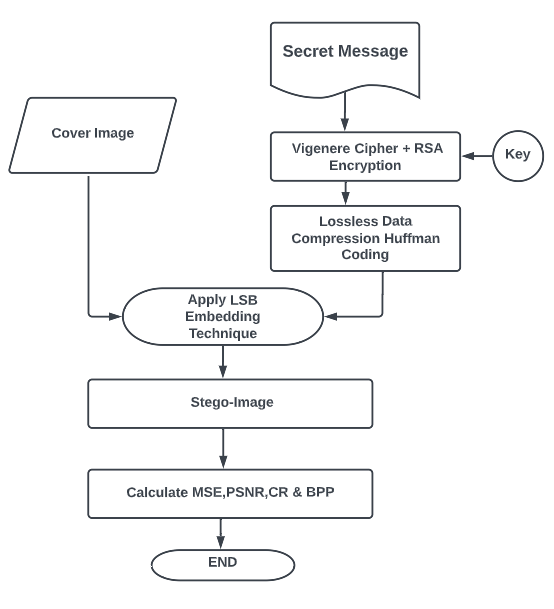 Secret Message
Cover Image
Vigenere Cipher + RSA
Encryption
Key
Lossless Data
Compression Huffman
Coding
Apply LSB
Embedding
Technique
Stego-Image
Calculate MSE,PSNR,CR & BPP
END